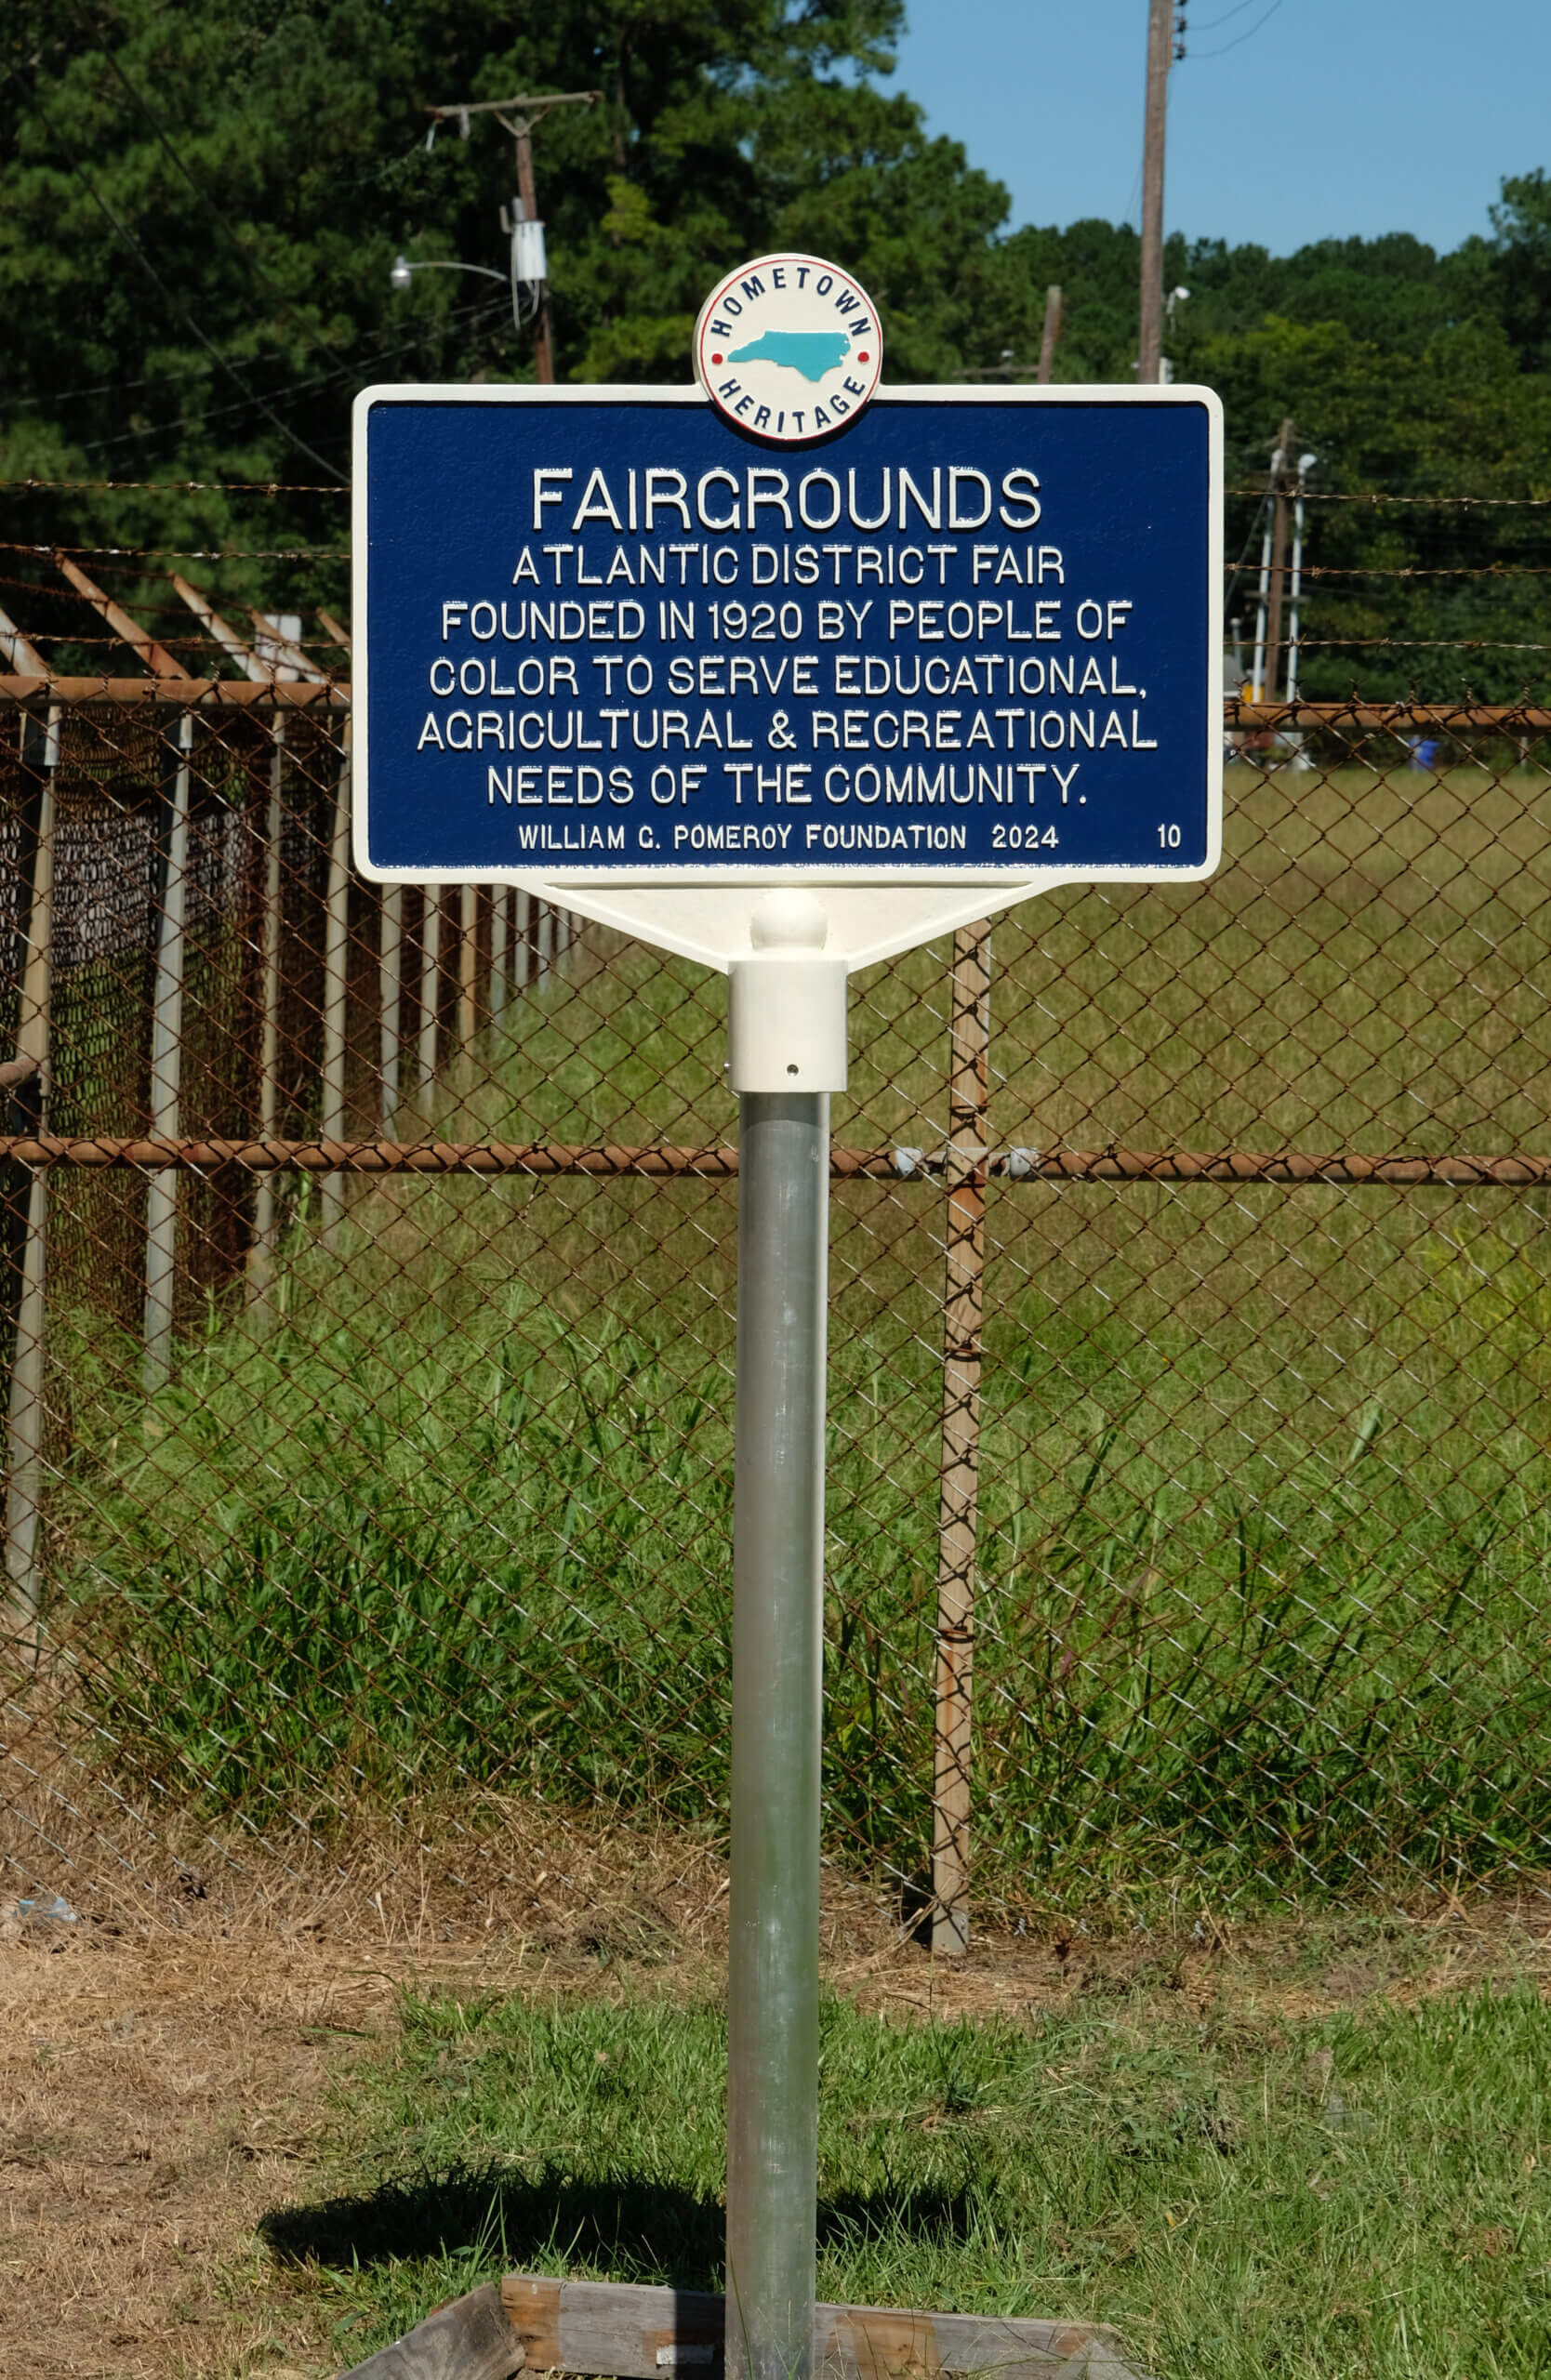 HOMETOWN
HERITAGE
FAIRGROUNDS
ATLANTIC DISTRICT FAIR
FOUNDED IN 1920 BY PEOPLE OF
COLOR TO SERVE EDUCATIONAL,
AGRICULTURAL & RECREATIONAL
NEEDS OF THE COMMUNITY.
WILLIAM G. POMEROY FOUNDATION 2024 10